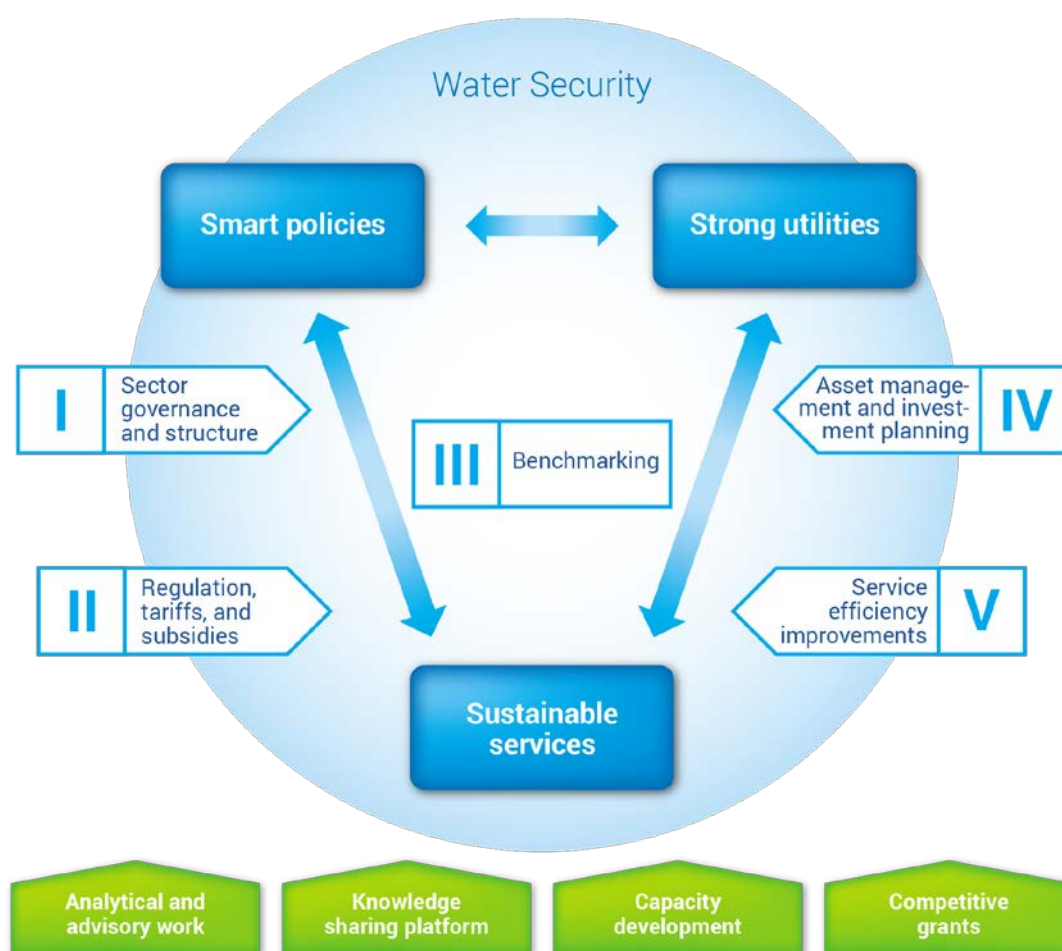 Water Security
Smart policies
Strong utilities
I
Sector
governance
and structure
Asset manage-
ment and invest-
ment planning
IV
III
Benchmarking
II
Regulation,
tariffs, and
subsidies
Service
efficiency
improvements
V
Sustainable
services
Analytical and
advisory work
Knowledge
sharing platform
Capacity
development
Competitive
grants